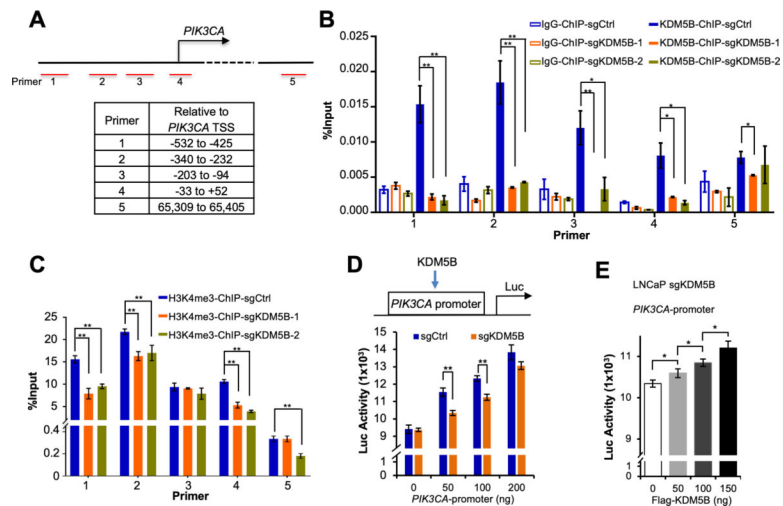 A
PIK3CA
Primer 1 2 3 4 5
Primer Relative to PIK3CA TSS
1 -532 to -425
2 -340 to -232
3 -203 to -94
4 -33 to +52
5 65,309 to 65,405
B
IgG-ChIP-sgCtrl KDM5B-ChIP-sgCtrl
IgG-ChIP-sgKDM5B-1 KDM5B-ChIP-sgKDM5B-1
IgG-ChIP-sgKDM5B-2 KDM5B-ChIP-sgKDM5B-2
%Input
0.025
0.020
0.015
0.010
0.005
0.000
** ** ** ** * ** * * *
1 2 3 4 5
Primer
C
H3K4me3-ChIP-sgCtrl
H3K4me3-ChIP-sgKDM5B-1
H3K4me3-ChIP-sgKDM5B-2
%Input
25
20
15
10
5
0.4
0.2
0
** ** ** ** ** ** **
1 2 3 4 5
Primer
D
KDM5B
PIK3CA promoter
Luc
sgCtrl sgKDM5B
Luc Activity (1x10³)
15
14
13
12
11
10
9
8
1
0
** **
0 50 100 200
PIK3CA-promoter (ng)
E
LNCaP sgKDM5B
PIK3CA-promoter
Luc Activity (1x10³)
12
11
10
9
1
0
* * *
0 50 100 150
Flag-KDM5B (ng)